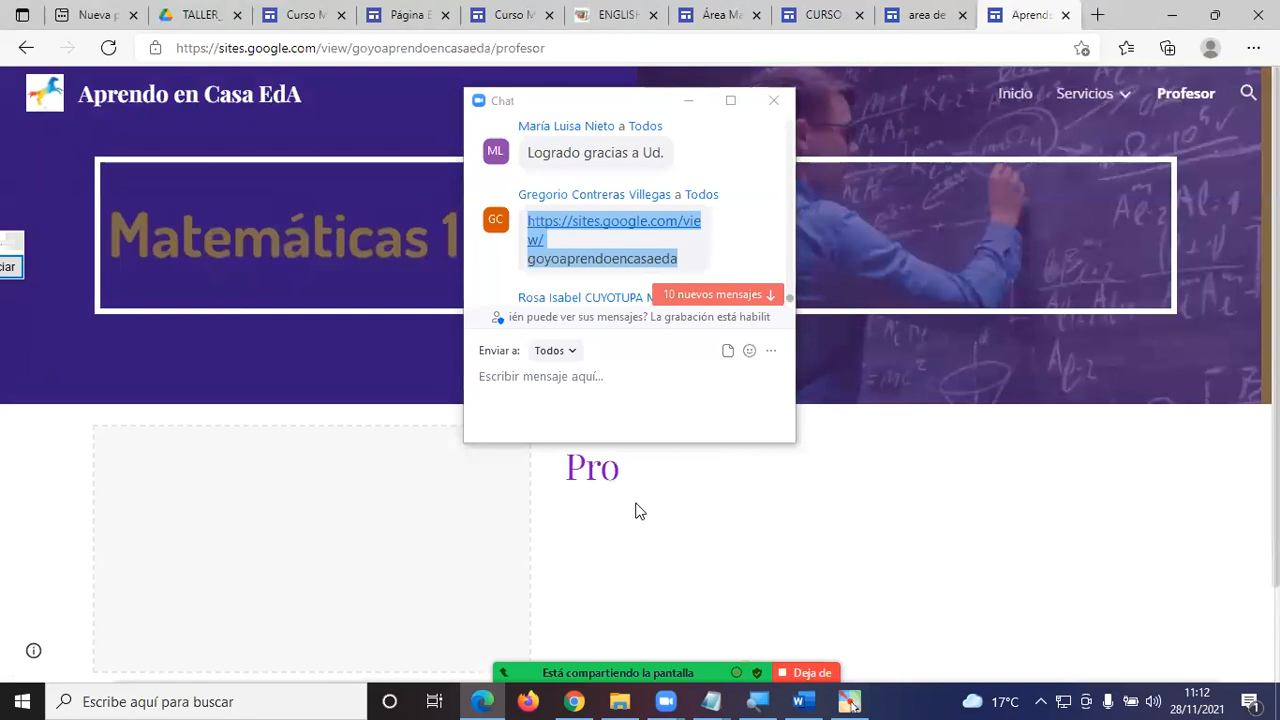 Nueva p
TALLER_
Curso M
Página E
Curso M
ENGLISH
Área Ma
CURSO
area de
Aprend
https://sites.google.com/view/goyoaprendoencasaeda/profesor
Aprendo en Casa EdA
Inicio
Servicios
Profesor
Matemáticas 1
ciar
Chat
María Luisa Nieto a Todos
ML
Logrado gracias a Ud.
Gregorio Contreras Villegas a Todos
GC
https://sites.google.com/vie
w/
goyoaprendoencasaeda
Rosa Isabel CUYOTUPA M
10 nuevos mensajes
ién puede ver sus mensajes? La grabación está habilit
Enviar a: Todos
Escribir mensaje aquí...
Pro
Está compartiendo la pantalla
Deja de
Escribe aquí para buscar
17°C
11:12
28/11/2021
1